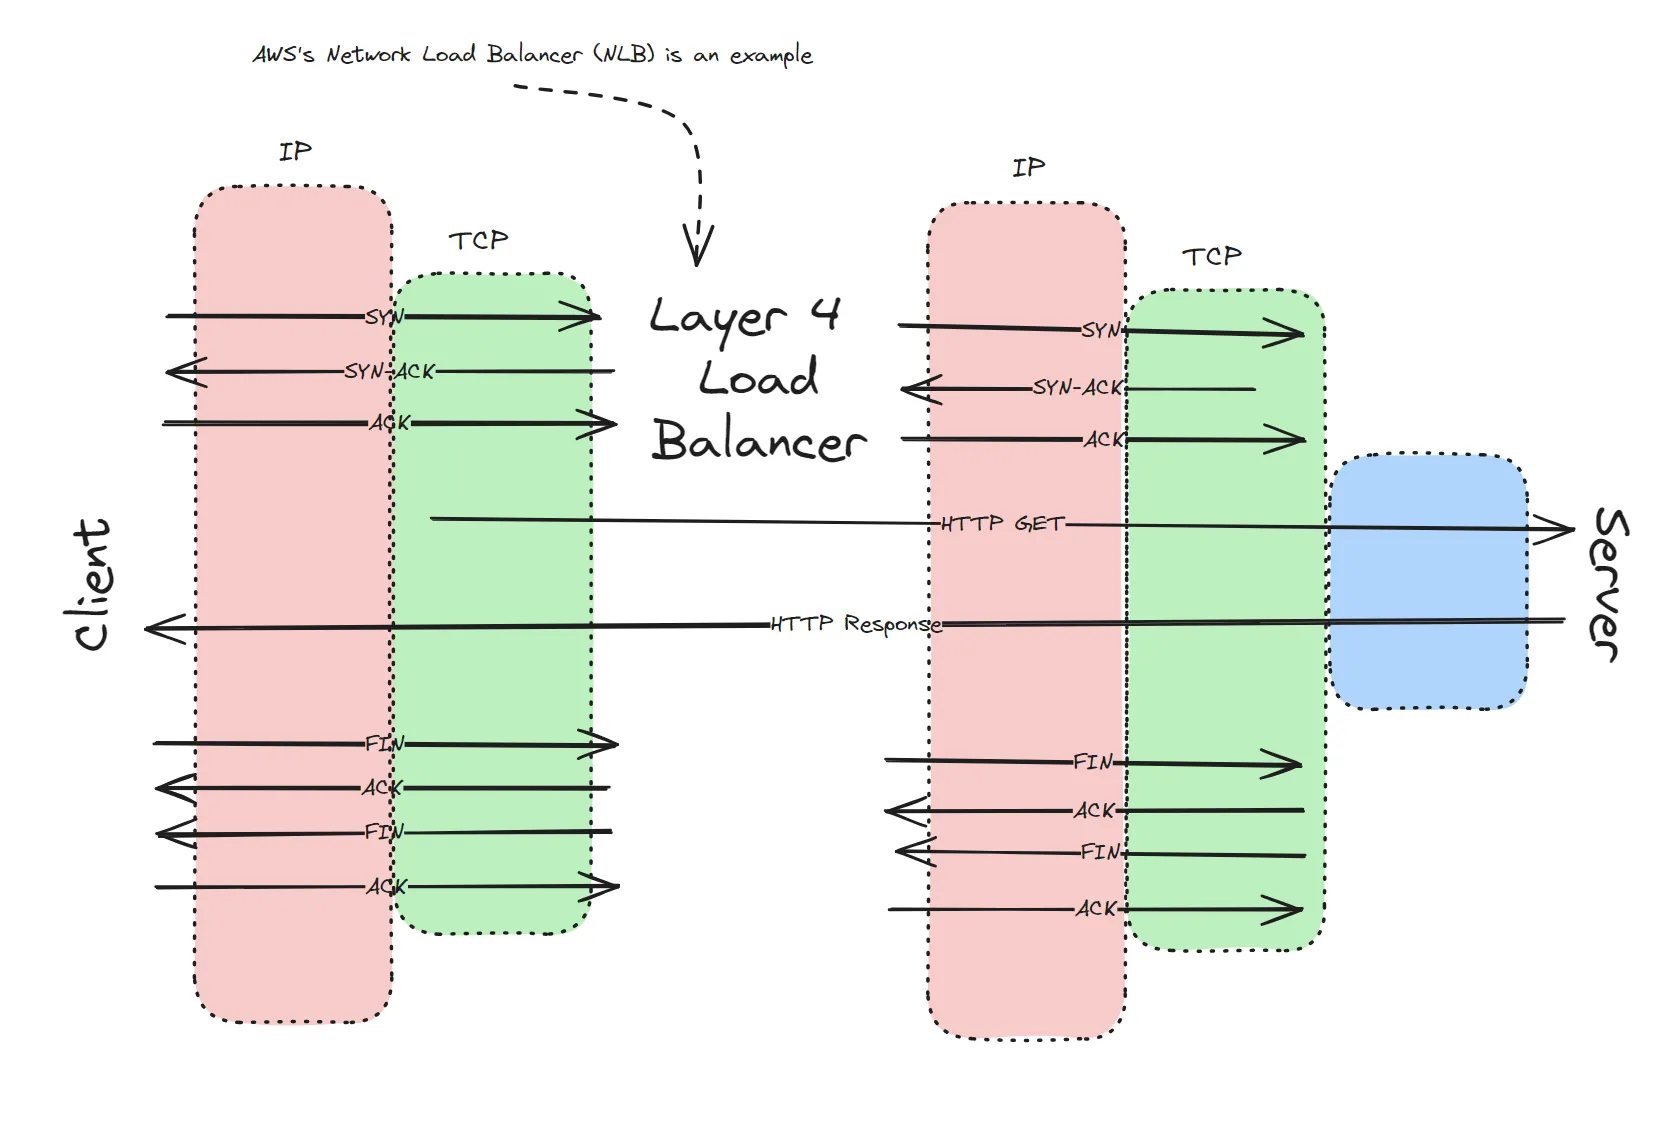 AWS's Network Load Balancer (NLB) is an example
IP
TCP
SYN
SYN-ACK
ACK
Layer 4
Load
Balancer
IP
TCP
SYN
SYN-ACK
ACK
Client
HTTP GET
HTTP Response
Server
FIN
ACK
FIN
ACK
FIN
ACK
FIN
ACK